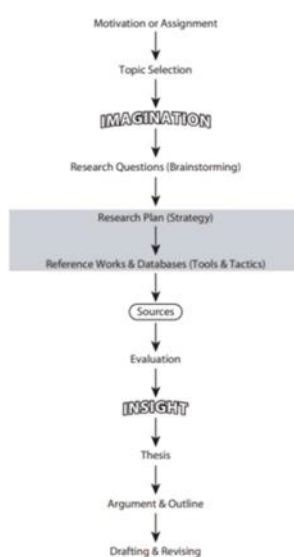 Motivation or Assignment
Topic Selection
IMAGINATION
Research Questions (Brainstorming)
Research Plan (Strategy)
Reference Works & Databases (Tools & Tactics)
Sources
Evaluation
INSIGHT
Thesis
Argument & Outline
Drafting & Revising